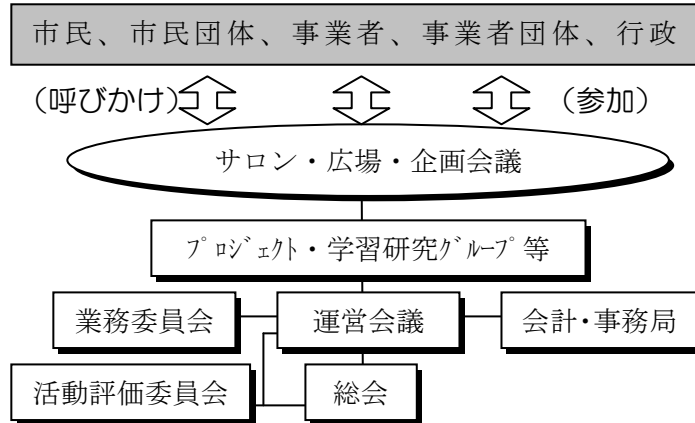 市民、市民団体、事業者、事業者団体、行政
（呼びかけ） （参加）
サロン・広場・企画会議
ﾌﾟﾛｼﾞｪｸﾄ・学習研究ｸﾞﾙｰﾌﾟ等
業務委員会 運営会議 会計・事務局
活動評価委員会 総会